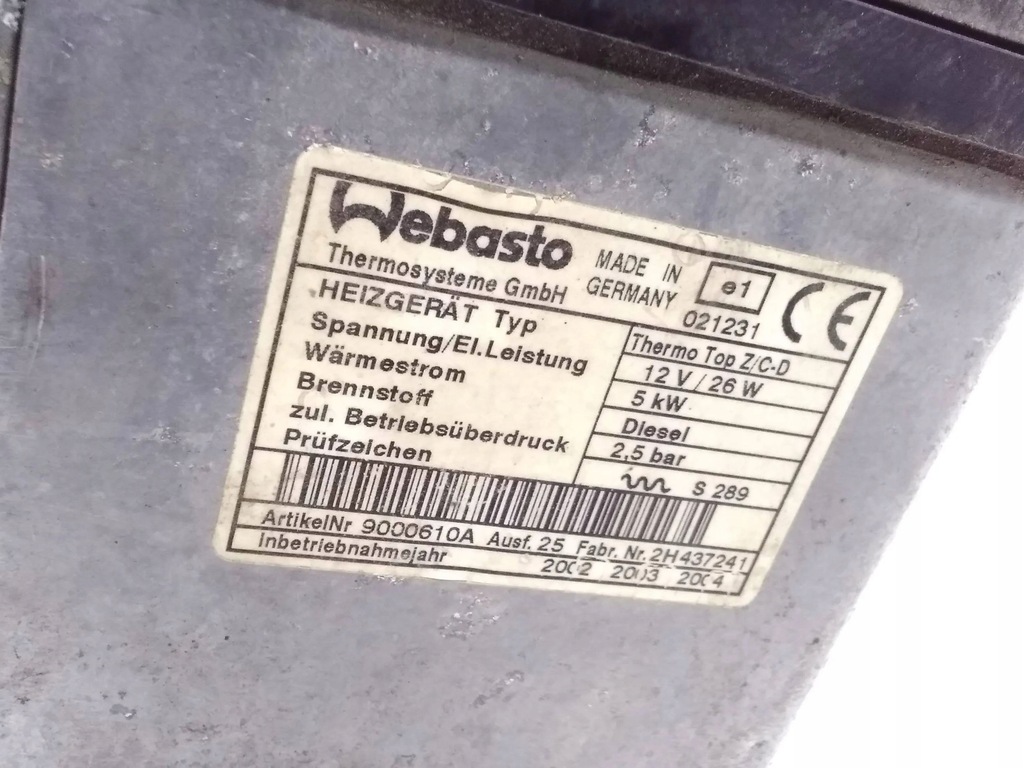 Webasto
Thermosysteme GmbH
MADE IN
GERMANY
e1
021231
CE
HEIZGERÄT Typ
Thermo Top Z/C-D
Spannung/El.Leistung
12 V / 26 W
Wärmestrom
5 kW
Brennstoff
Diesel
zul. Betriebsüberdruck
2,5 bar
Prüfzeichen
S 289
ArtikelNr 9000610A Ausf. 25 Fabr. Nr. 2H437241
Inbetriebnahmejahr 2002 2003 2004